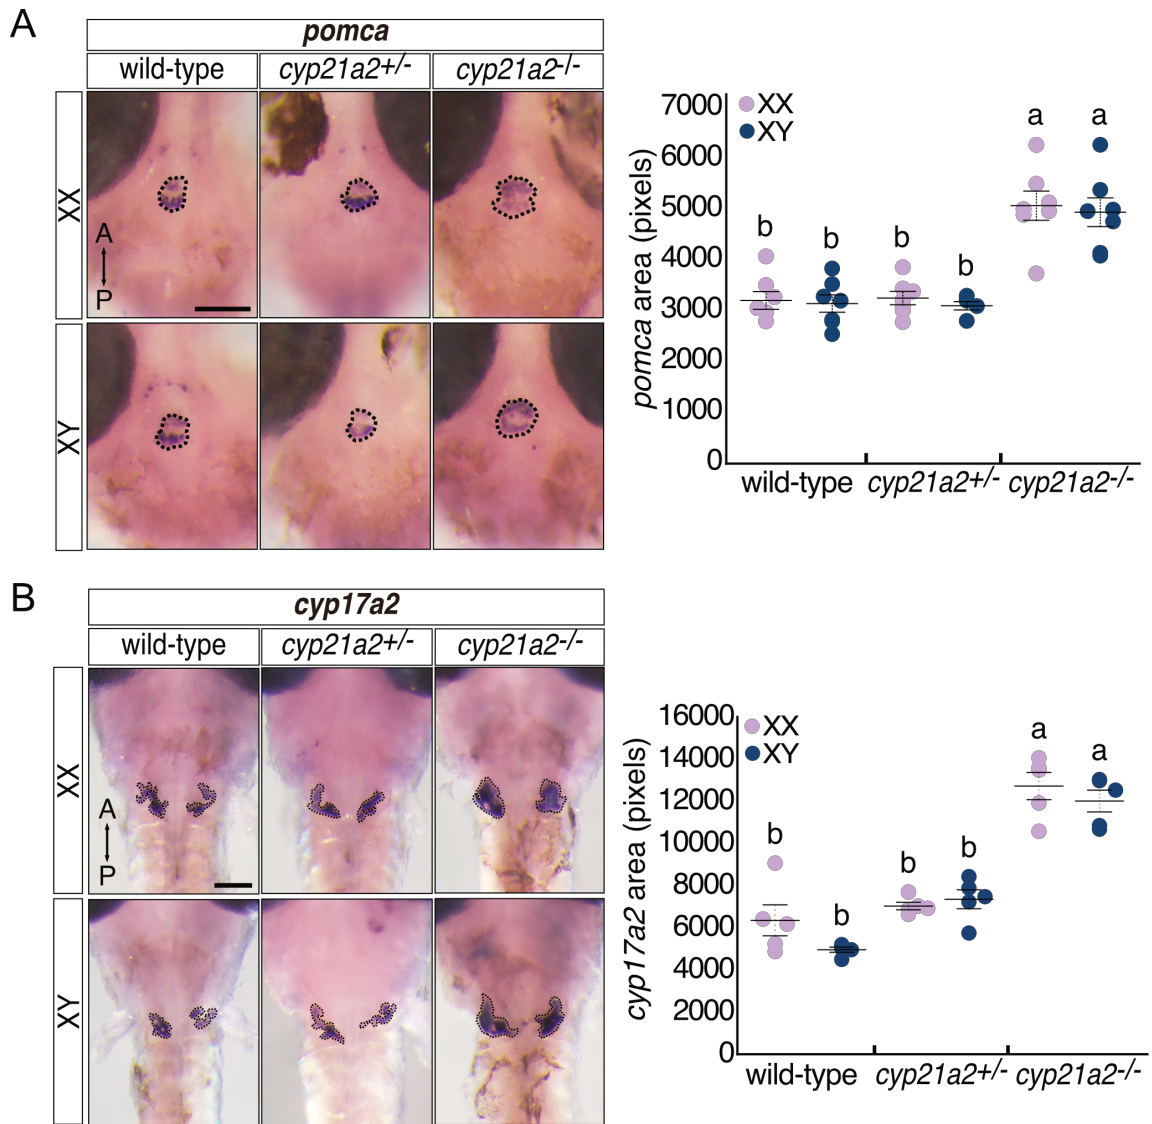 A
pomca
wild-type cyp21a2+/- cyp21a2-/-
XX
A
P
XY
7000
6000
5000
4000
3000
2000
1000
0
pomca area (pixels)
XX
XY
b b b b a a
wild-type cyp21a2+/- cyp21a2-/-
B
cyp17a2
wild-type cyp21a2+/- cyp21a2-/-
XX
A
P
XY
16000
14000
12000
10000
8000
6000
4000
2000
0
cyp17a2 area (pixels)
XX
XY
b b b b a a
wild-type cyp21a2+/- cyp21a2-/-